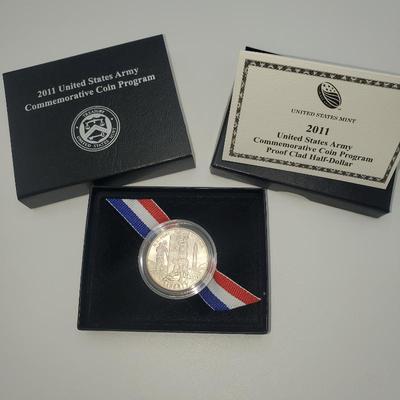 2011 United States Army
Commemorative Coin Program
UNITED STATES MINT
2011
United States Army
Commemorative Coin Program
Proof Clad Half-Dollar
LIBERTY